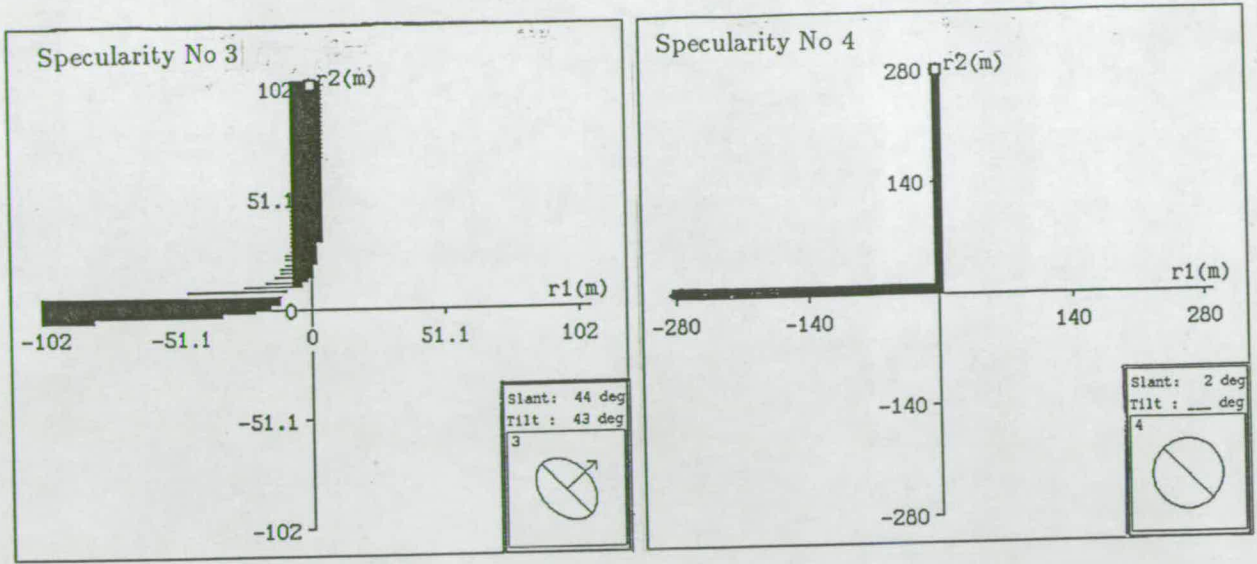 Specularity No 3
102 r2(m)
51.1
r1(m)
0
-102 -51.1 0 51.1 102
-51.1
-102
Slant: 44 deg
Tilt : 43 deg
3
Specularity No 4
280 r2(m)
140
r1(m)
-280 -140 140 280
-140
-280
Slant: 2 deg
Tilt : ___ deg
4